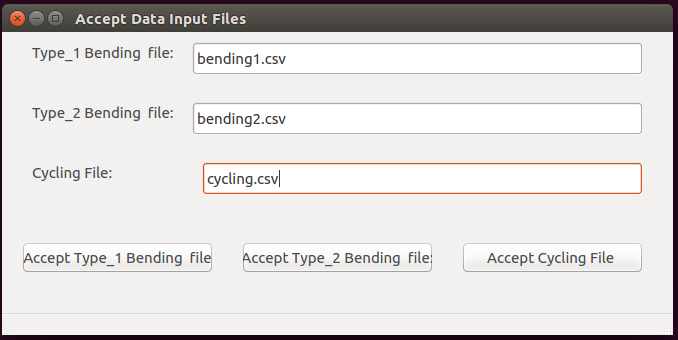 Accept Data Input Files
Type_1 Bending  file:
bending1.csv
Type_2 Bending  file:
bending2.csv
Cycling File:
cycling.csv
Accept Type_1 Bending  file
Accept Type_2 Bending  file:
Accept Cycling File